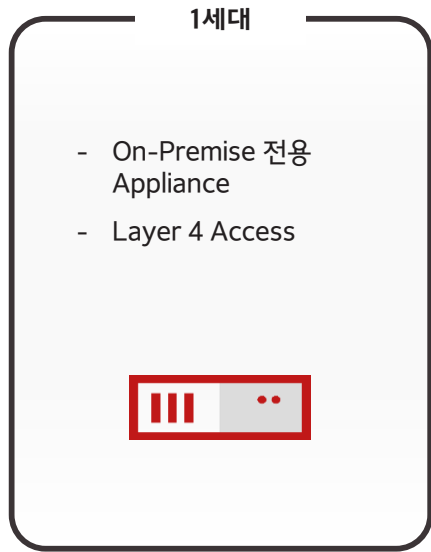 1세대
- On-Premise 전용
Appliance
- Layer 4 Access